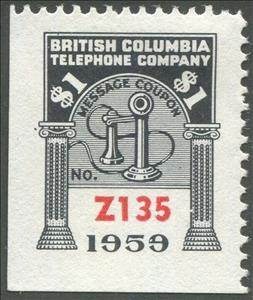 BRITISH COLUMBIA
TELEPHONE COMPANY
$1 $1
MESSAGE COUPON
NO.
Z135
1959